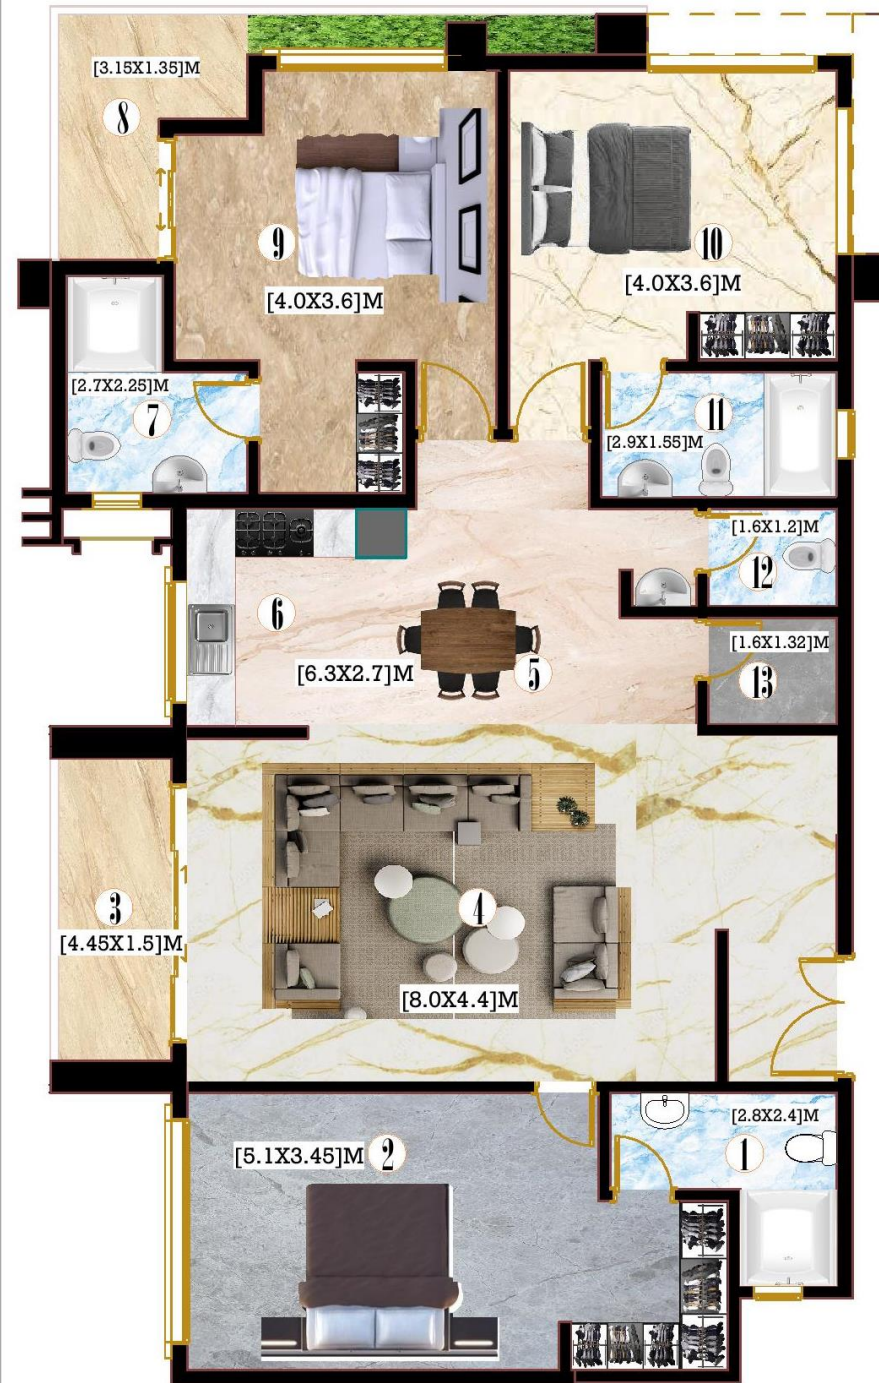 [3.15X1.35]M
8
9
[4.0X3.6]M
10
[4.0X3.6]M
[2.7X2.25]M
7
11
[2.9X1.55]M
[1.6X1.2]M
12
6
[6.3X2.7]M
5
[1.6X1.32]M
13
3
[4.45X1.5]M
4
[8.0X4.4]M
[2.8X2.4]M
1
[5.1X3.45]M 2